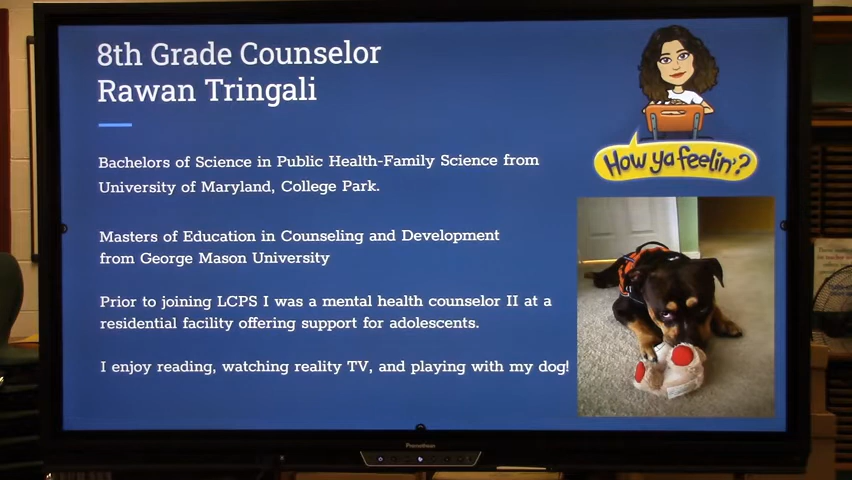 8th Grade Counselor
Rawan Tringali
Bachelors of Science in Public Health-Family Science from
University of Maryland, College Park.
Masters of Education in Counseling and Development
from George Mason University
Prior to joining LCPS I was a mental health counselor II at a
residential facility offering support for adolescents.
I enjoy reading, watching reality TV, and playing with my dog!
How ya feelin'?
Promethean